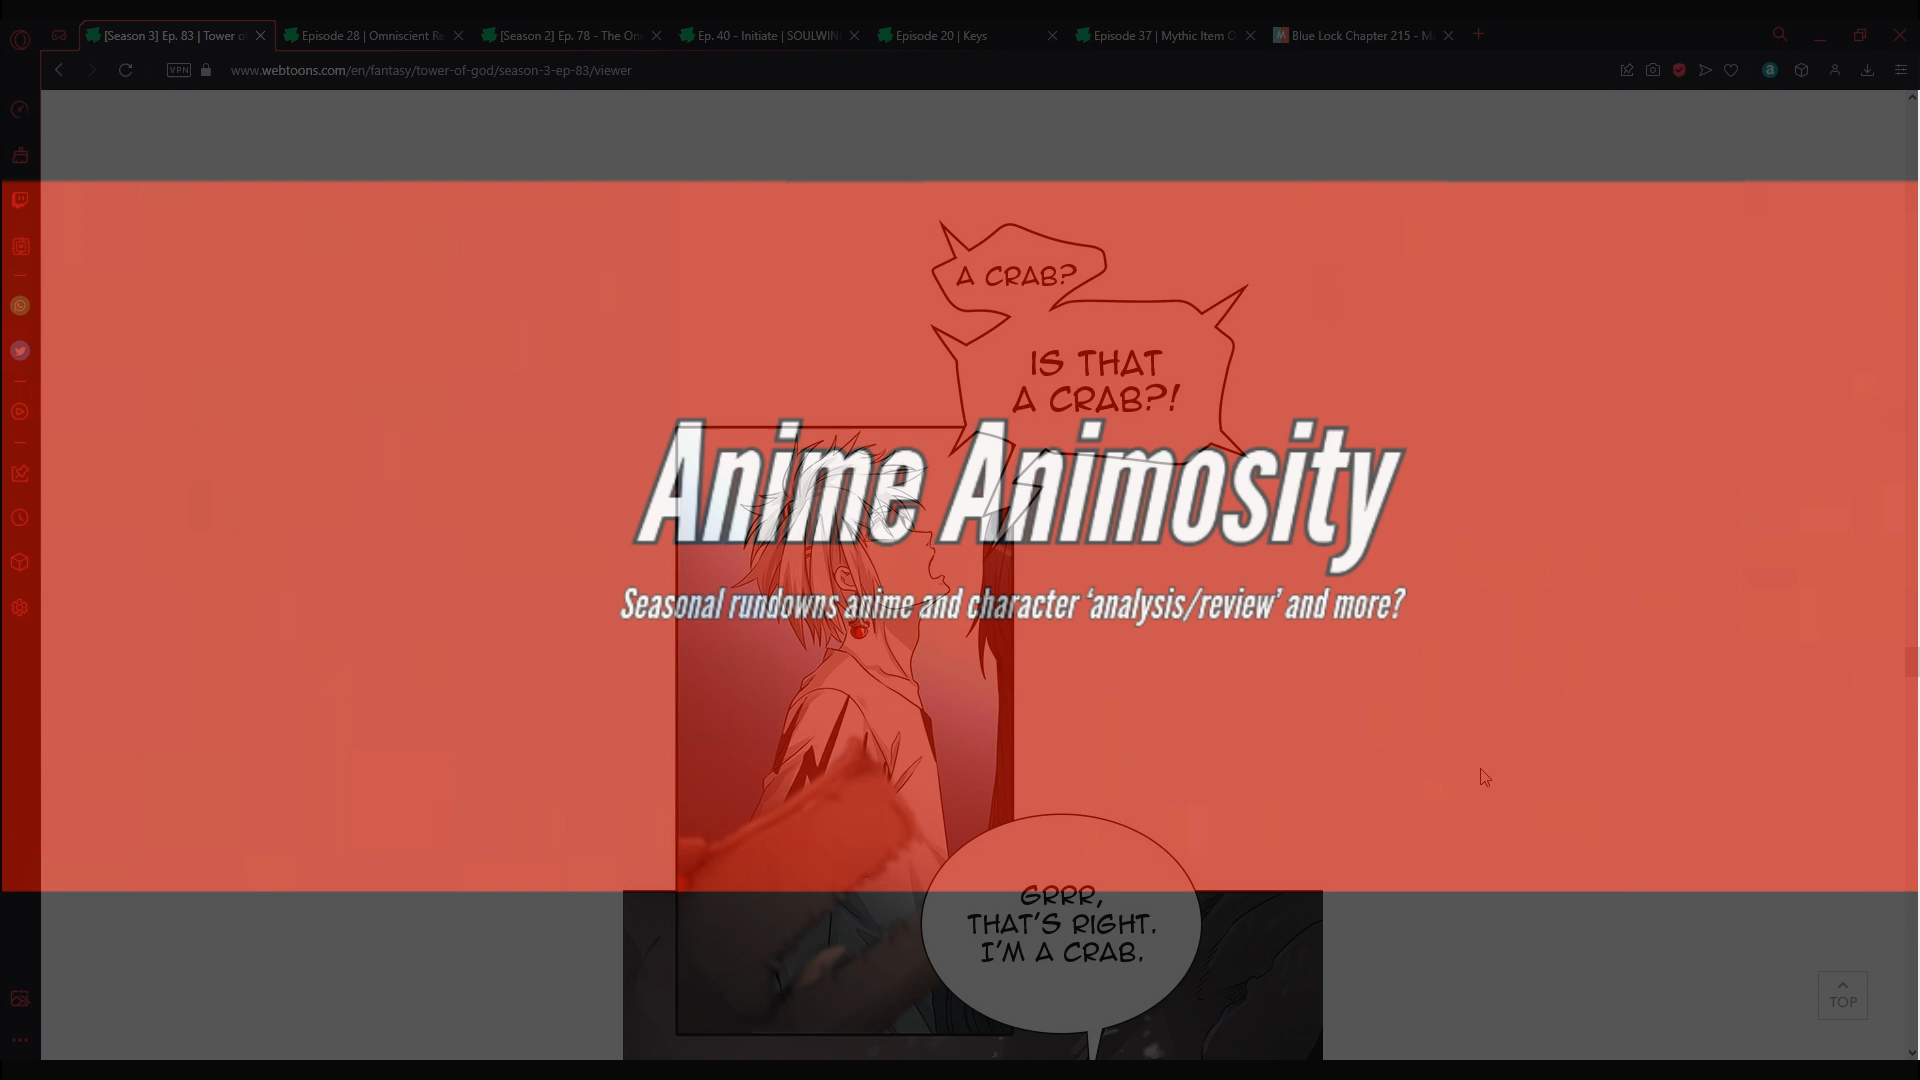 [Season 3] Ep. 83 | Tower o
Episode 28 | Omniscient Re
[Season 2] Ep. 78 - The On
Ep. 40 - Initiate | SOULWIN
Episode 20 | Keys
Episode 37 | Mythic Item O
Blue Lock Chapter 215 - M
VPN
www.webtoons.com/en/fantasy/tower-of-god/season-3-ep-83/viewer
A CRAB?
IS THAT
A CRAB?!
Anime Animosity
Seasonal rundowns anime and character 'analysis/review' and more?
GRRR,
THAT'S RIGHT.
I'M A CRAB.
TOP